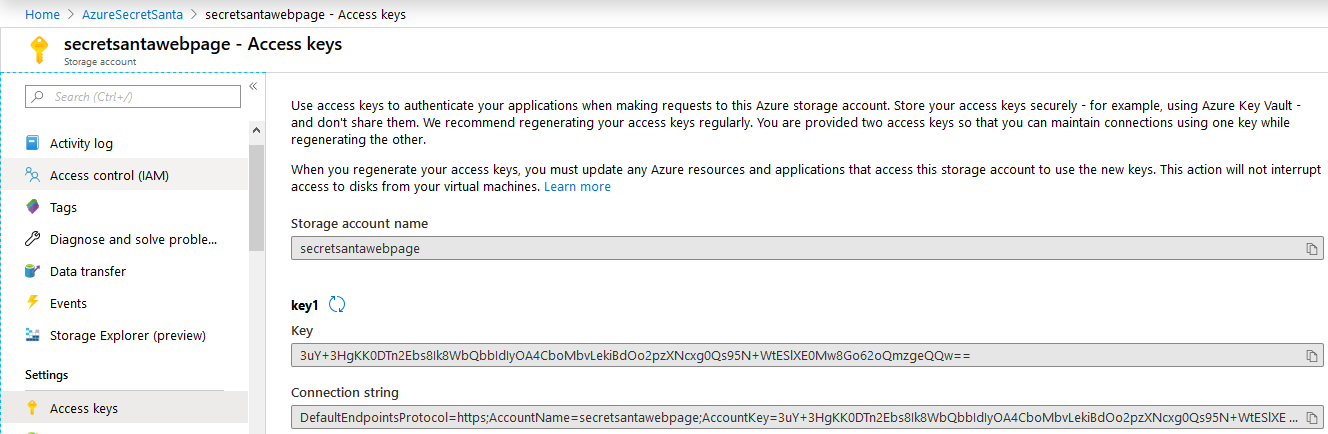 Home > AzureSecretSanta > secretsantawebpage - Access keys
secretsantawebpage - Access keys
Storage account
Search (Ctrl+/)
«
Activity log
Access control (IAM)
Tags
Diagnose and solve proble...
Data transfer
Events
Storage Explorer (preview)
Settings
Access keys
Use access keys to authenticate your applications when making requests to this Azure storage account. Store your access keys securely - for example, using Azure Key Vault -
and don't share them. We recommend regenerating your access keys regularly. You are provided two access keys so that you can maintain connections using one key while
regenerating the other.
When you regenerate your access keys, you must update any Azure resources and applications that access this storage account to use the new keys. This action will not interrupt
access to disks from your virtual machines. Learn more
Storage account name
secretsantawebpage
key1
Key
3uY+3HgKK0DTn2Ebs8Ik8WbQbbIdIyOA4CboMbvLekiBdOo2pzXNcxg0Qs95N+WtESlXE0Mw8Go62oQmzgeQQw==
Connection string
DefaultEndpointsProtocol=https;AccountName=secretsantawebpage;AccountKey=3uY+3HgKK0DTn2Ebs8Ik8WbQbbIdIyOA4CboMbvLekiBdOo2pzXNcxg0Qs95N+WtESlXE ...